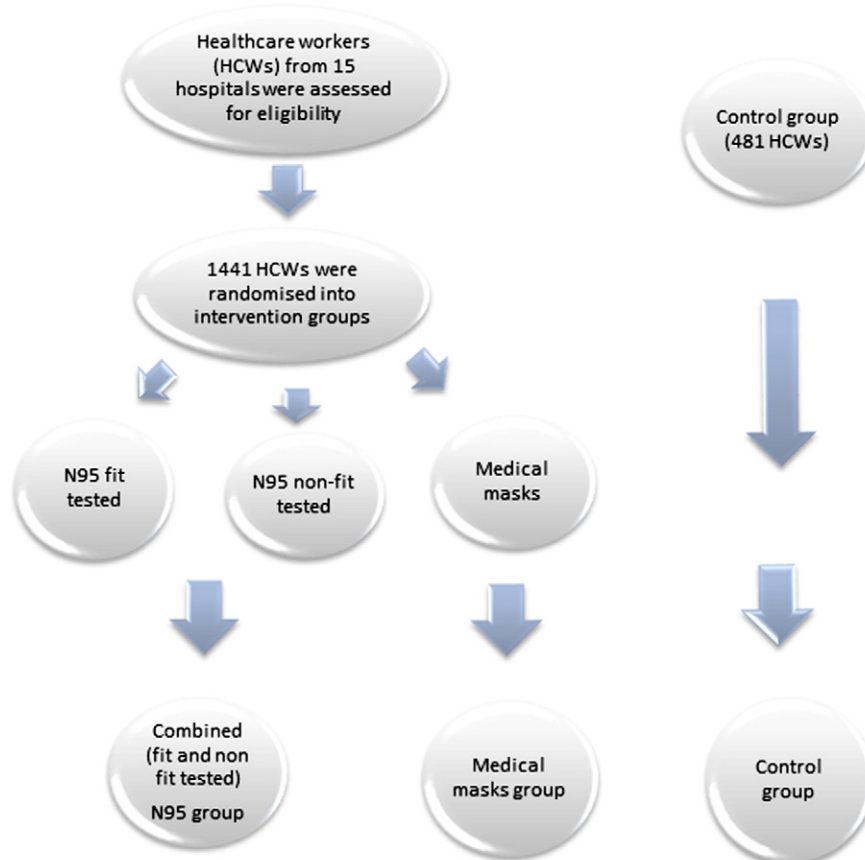 Healthcare workers
(HCWs) from 15
hospitals were assessed
for eligibility
Control group
(481 HCWs)
1441 HCWs were
randomised into
intervention groups
N95 fit
tested
N95 non-fit
tested
Medical
masks
Combined
(fit and non
fit tested)
N95 group
Medical
masks group
Control
group